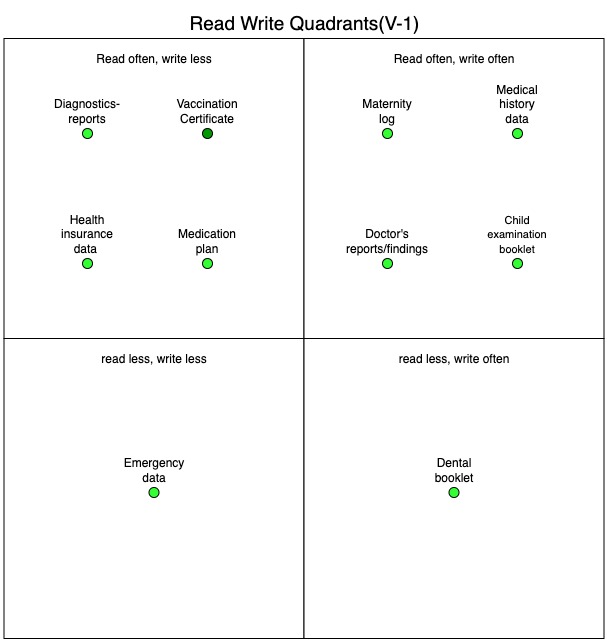 Read Write Quadrants(V-1)
Read often, write less
Diagnostics-
reports
Vaccination
Certificate
Health
insurance
data
Medication
plan
Read often, write often
Maternity
log
Medical
history
data
Doctor's
reports/findings
Child
examination
booklet
read less, write less
Emergency
data
read less, write often
Dental
booklet